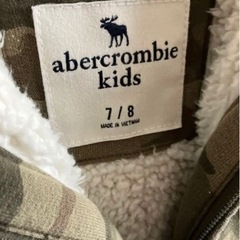 abercrombie
kids
7 / 8
MADE IN VIETNAM